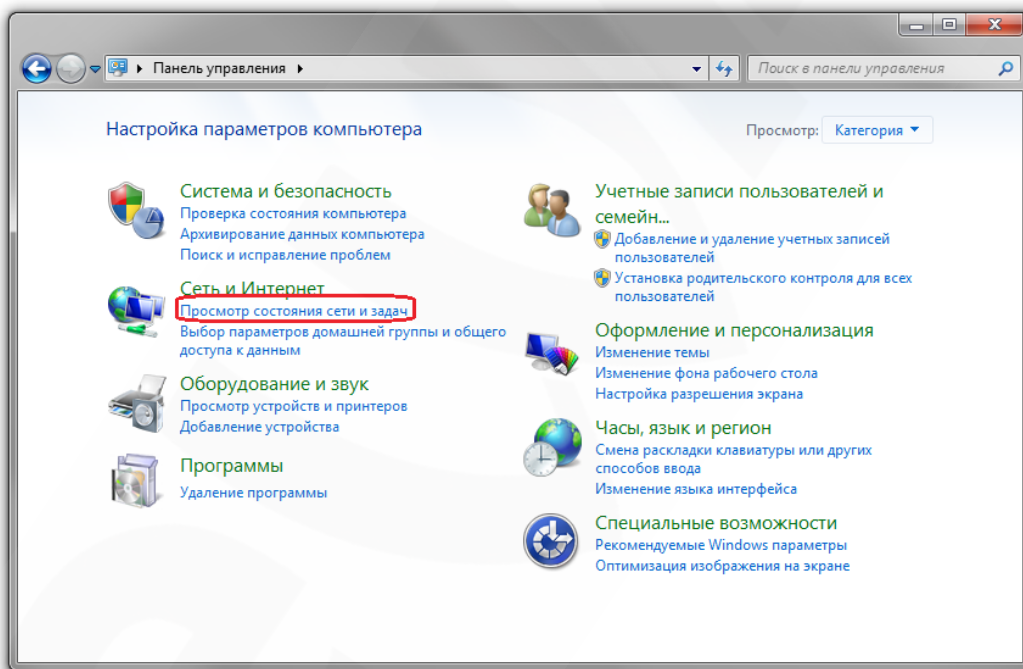 Панель управления
Поиск в панели управления
Настройка параметров компьютера
Просмотр: Категория
Система и безопасность
Проверка состояния компьютера
Архивирование данных компьютера
Поиск и исправление проблем
Сеть и Интернет
Просмотр состояния сети и задач
Выбор параметров домашней группы и общего
доступа к данным
Оборудование и звук
Просмотр устройств и принтеров
Добавление устройства
Программы
Удаление программы
Учетные записи пользователей и
семейн...
Добавление и удаление учетных записей
пользователей
Установка родительского контроля для всех
пользователей
Оформление и персонализация
Изменение темы
Изменение фона рабочего стола
Настройка разрешения экрана
Часы, язык и регион
Смена раскладки клавиатуры или других
способов ввода
Изменение языка интерфейса
Специальные возможности
Рекомендуемые Windows параметры
Оптимизация изображения на экране